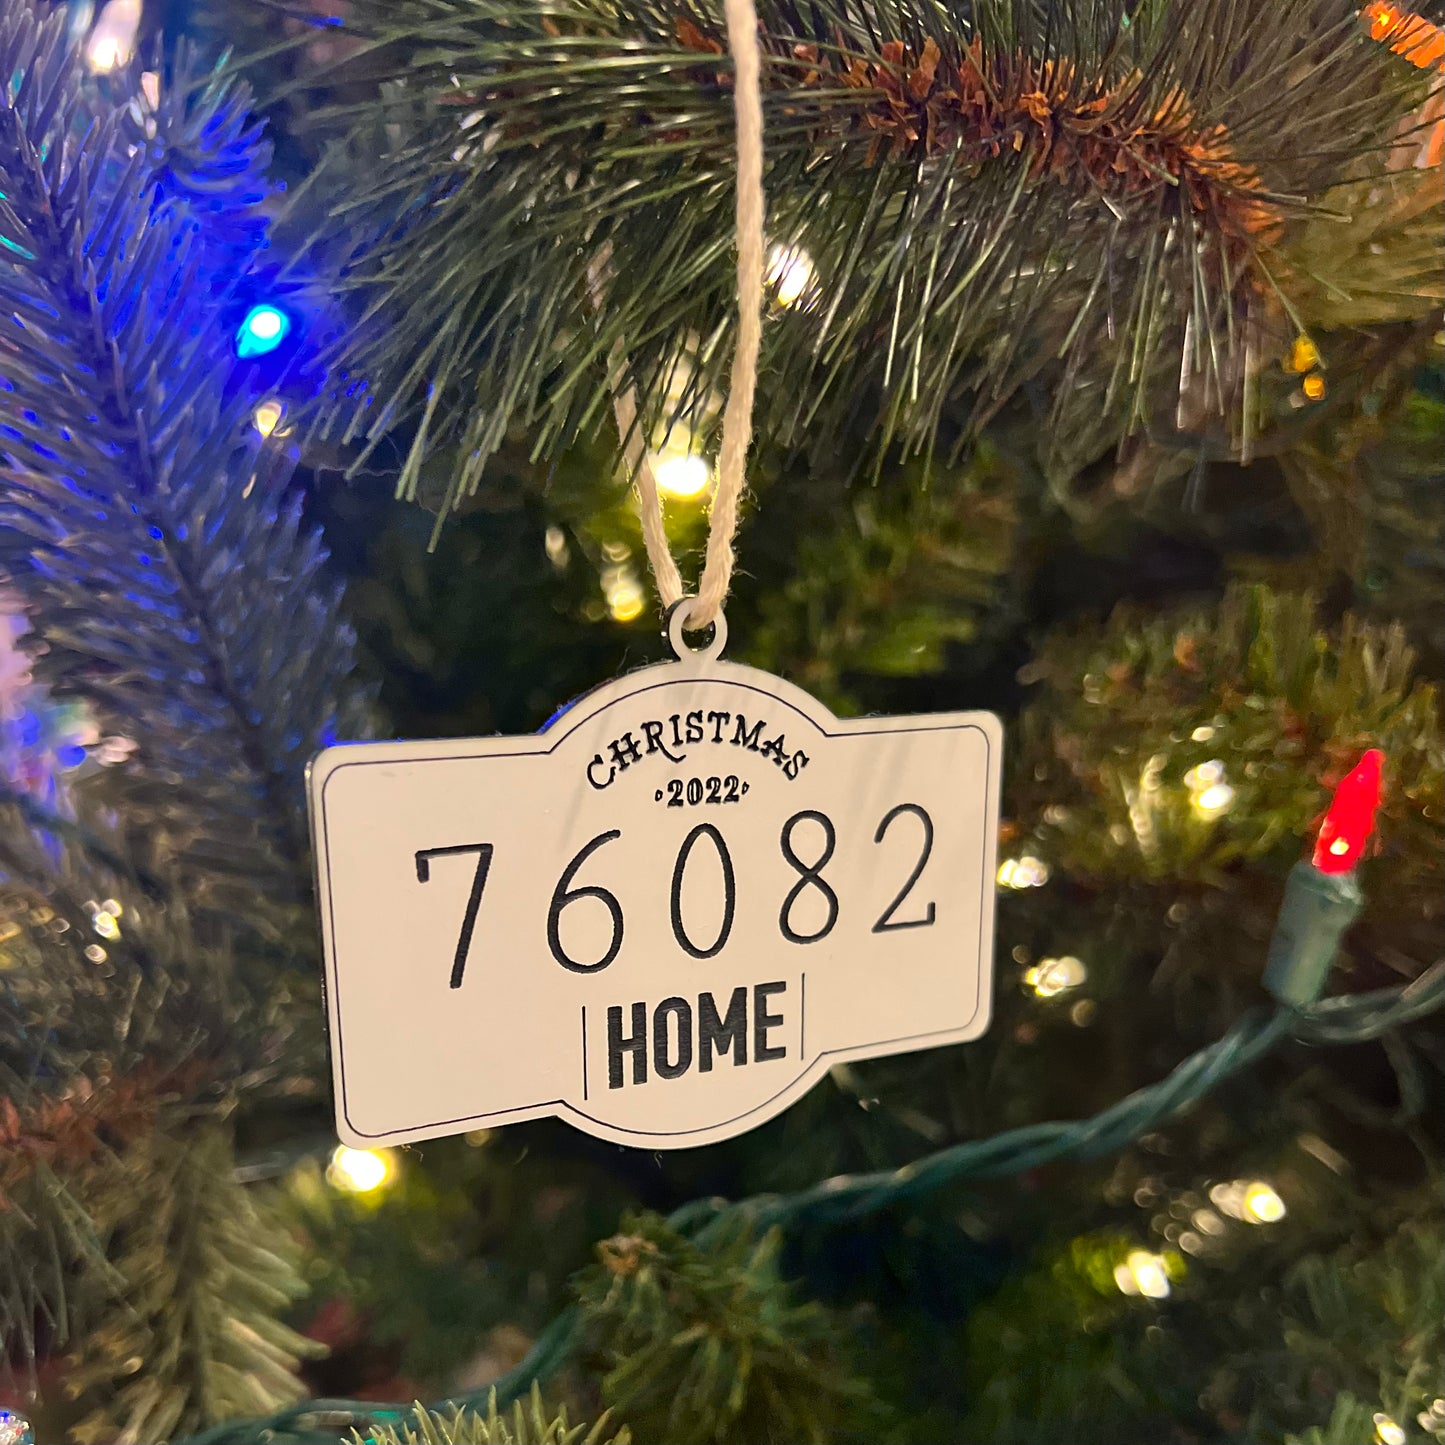 CHRISTMAS
·2022·
76082
|HOME|